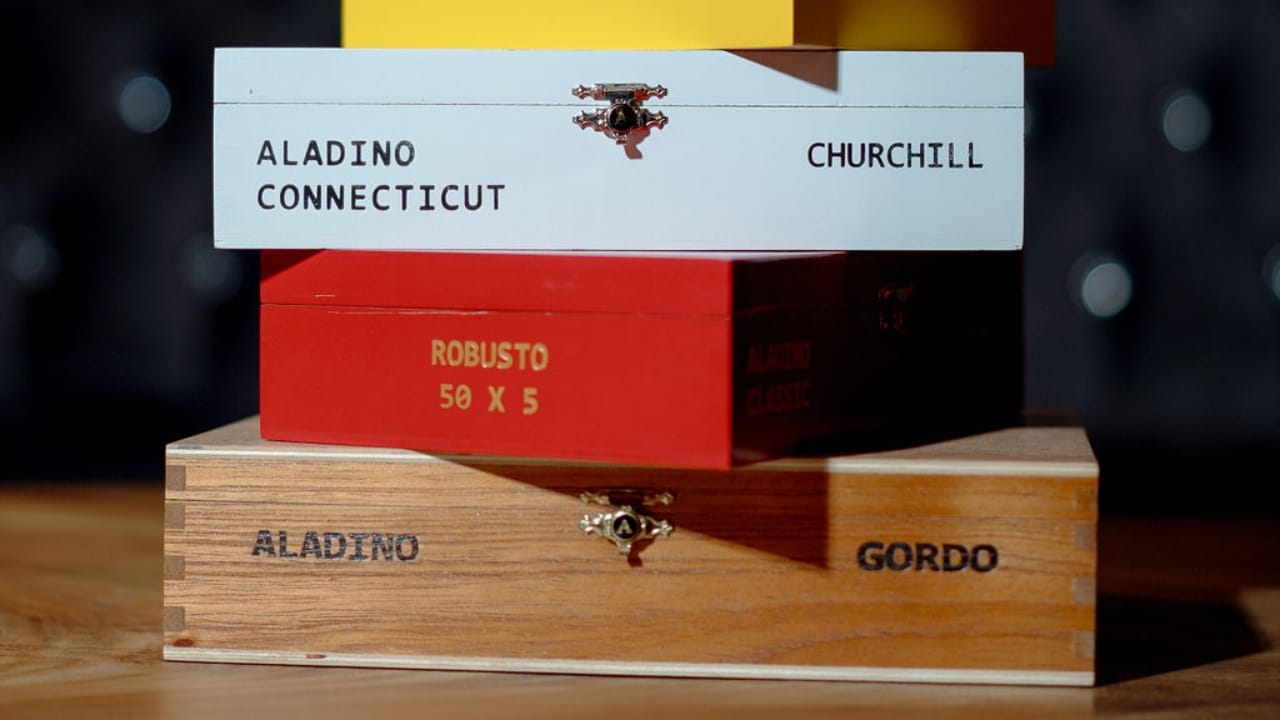 ALADINO
CONNECTICUT
CHURCHILL
ROBUSTO
50 X 5
ALADINO
CLASSIC
ALADINO
GORDO